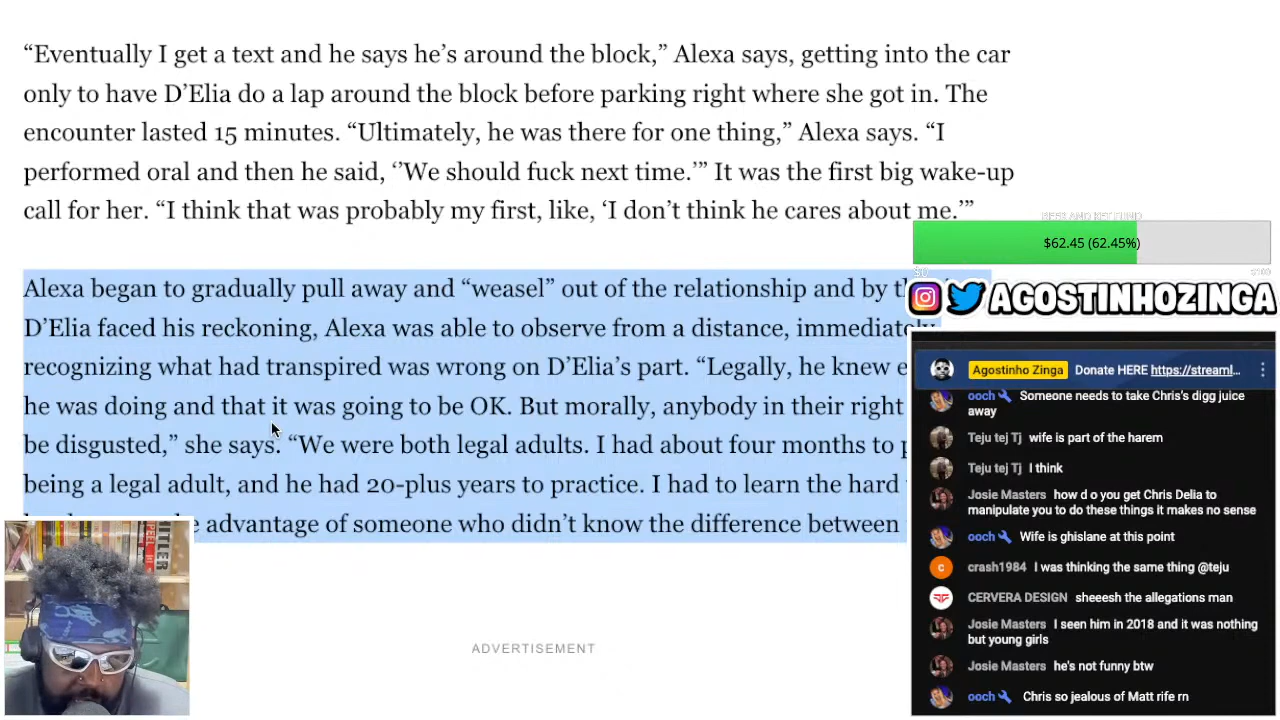 “Eventually I get a text and he says he’s around the block,” Alexa says, getting into the car
only to have D’Elia do a lap around the block before parking right where she got in. The
encounter lasted 15 minutes. “Ultimately, he was there for one thing,” Alexa says. “I
performed oral and then he said, ‘’We should fuck next time.’” It was the first big wake-up
call for her. “I think that was probably my first, like, ‘I don’t think he cares about me.’”
Alexa began to gradually pull away and “weasel” out of the relationship and by
D’Elia faced his reckoning, Alexa was able to observe from a distance, immediately
recognizing what had transpired was wrong on D’Elia’s part. “Legally, he knew
he was doing and that it was going to be OK. But morally, anybody in their right
be disgusted,” she says. “We were both legal adults. I had about four months to
being a legal adult, and he had 20-plus years to practice. I had to learn the hard
advantage of someone who didn’t know the difference between
ADVERTISEMENT
$62.45 (62.45%)
$0
$100
AGOSTINHOZINGA
Agostinho Zinga Donate HERE https://streaml...
ooch Someone needs to take Chris's digg juice
away
Teju tej Tj wife is part of the harem
Teju tej Tj I think
Josie Masters how d o you get Chris Delia to
manipulate you to do these things it makes no sense
ooch Wife is ghislane at this point
crash1984 I was thinking the same thing @teju
CERVERA DESIGN sheeesh the allegations man
Josie Masters I seen him in 2018 and it was nothing
but young girls
Josie Masters he's not funny btw
ooch Chris so jealous of Matt rife rn